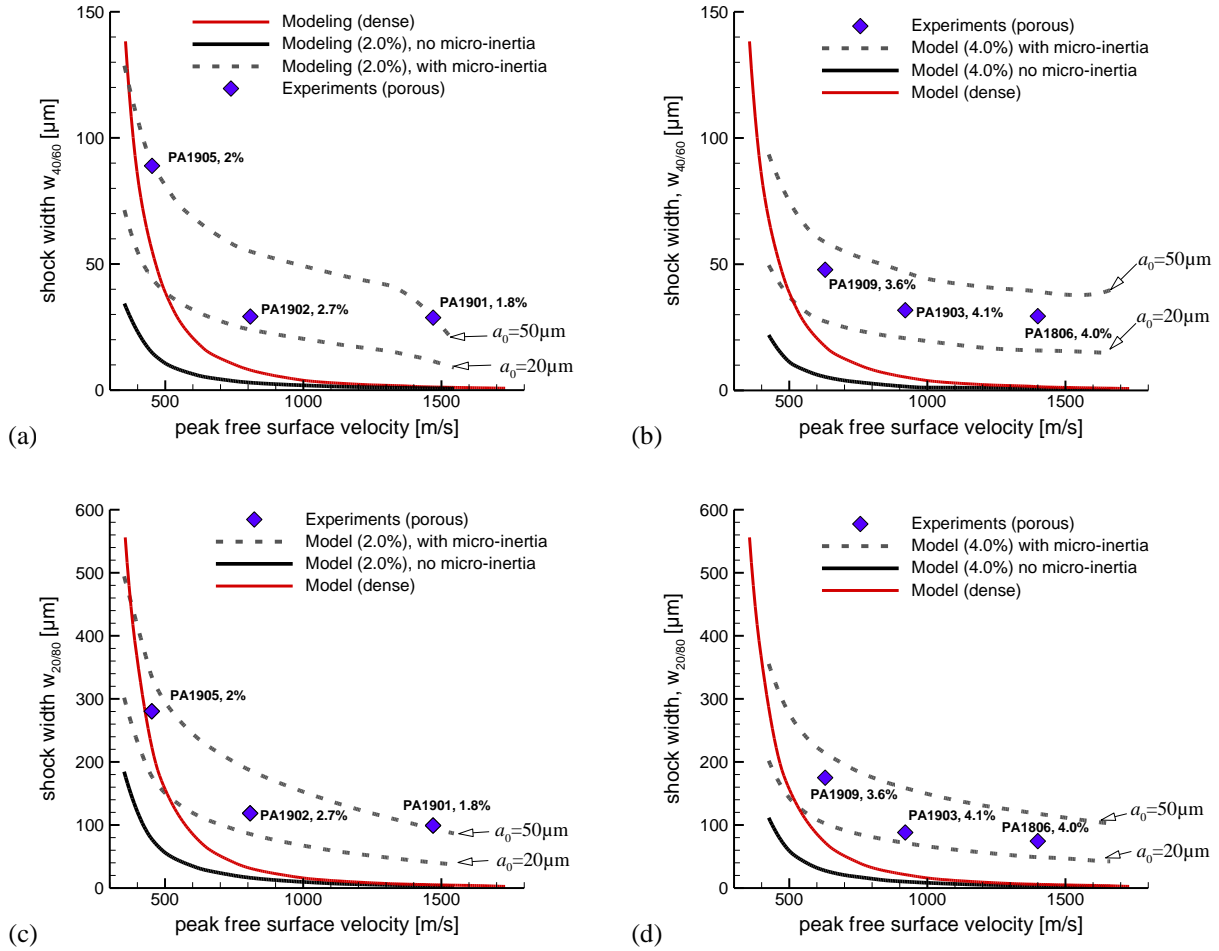 Modeling (dense)
Modeling (2.0%), no micro-inertia
Modeling (2.0%), with micro-inertia
Experiments (porous)
150
100
50
0
shock width w40/60 [µm]
PA1905, 2%
PA1902, 2.7%
PA1901, 1.8%
a0=50µm
a0=20µm
500
1000
1500
peak free surface velocity [m/s]
(a)
Experiments (porous)
Model (4.0%) with micro-inertia
Model (4.0%) no micro-inertia
Model (dense)
150
100
50
0
shock width, w40/60 [µm]
PA1909, 3.6%
PA1903, 4.1%
PA1806, 4.0%
a0=50µm
a0=20µm
500
1000
1500
peak free surface velocity [m/s]
(b)
Experiments (porous)
Model (2.0%), with micro-inertia
Model (2.0%), no micro-inertia
Model (dense)
600
500
400
300
200
100
0
shock width w20/80 [µm]
PA1905, 2%
PA1902, 2.7%
PA1901, 1.8%
a0=50µm
a0=20µm
500
1000
1500
peak free surface velocity [m/s]
(c)
Experiments (porous)
Model (4.0%) with micro-inertia
Model (4.0%) no micro-inertia
Model (dense)
600
500
400
300
200
100
0
shock width, w20/80 [µm]
PA1909, 3.6%
PA1903, 4.1%
PA1806, 4.0%
a0=50µm
a0=20µm
500
1000
1500
peak free surface velocity [m/s]
(d)